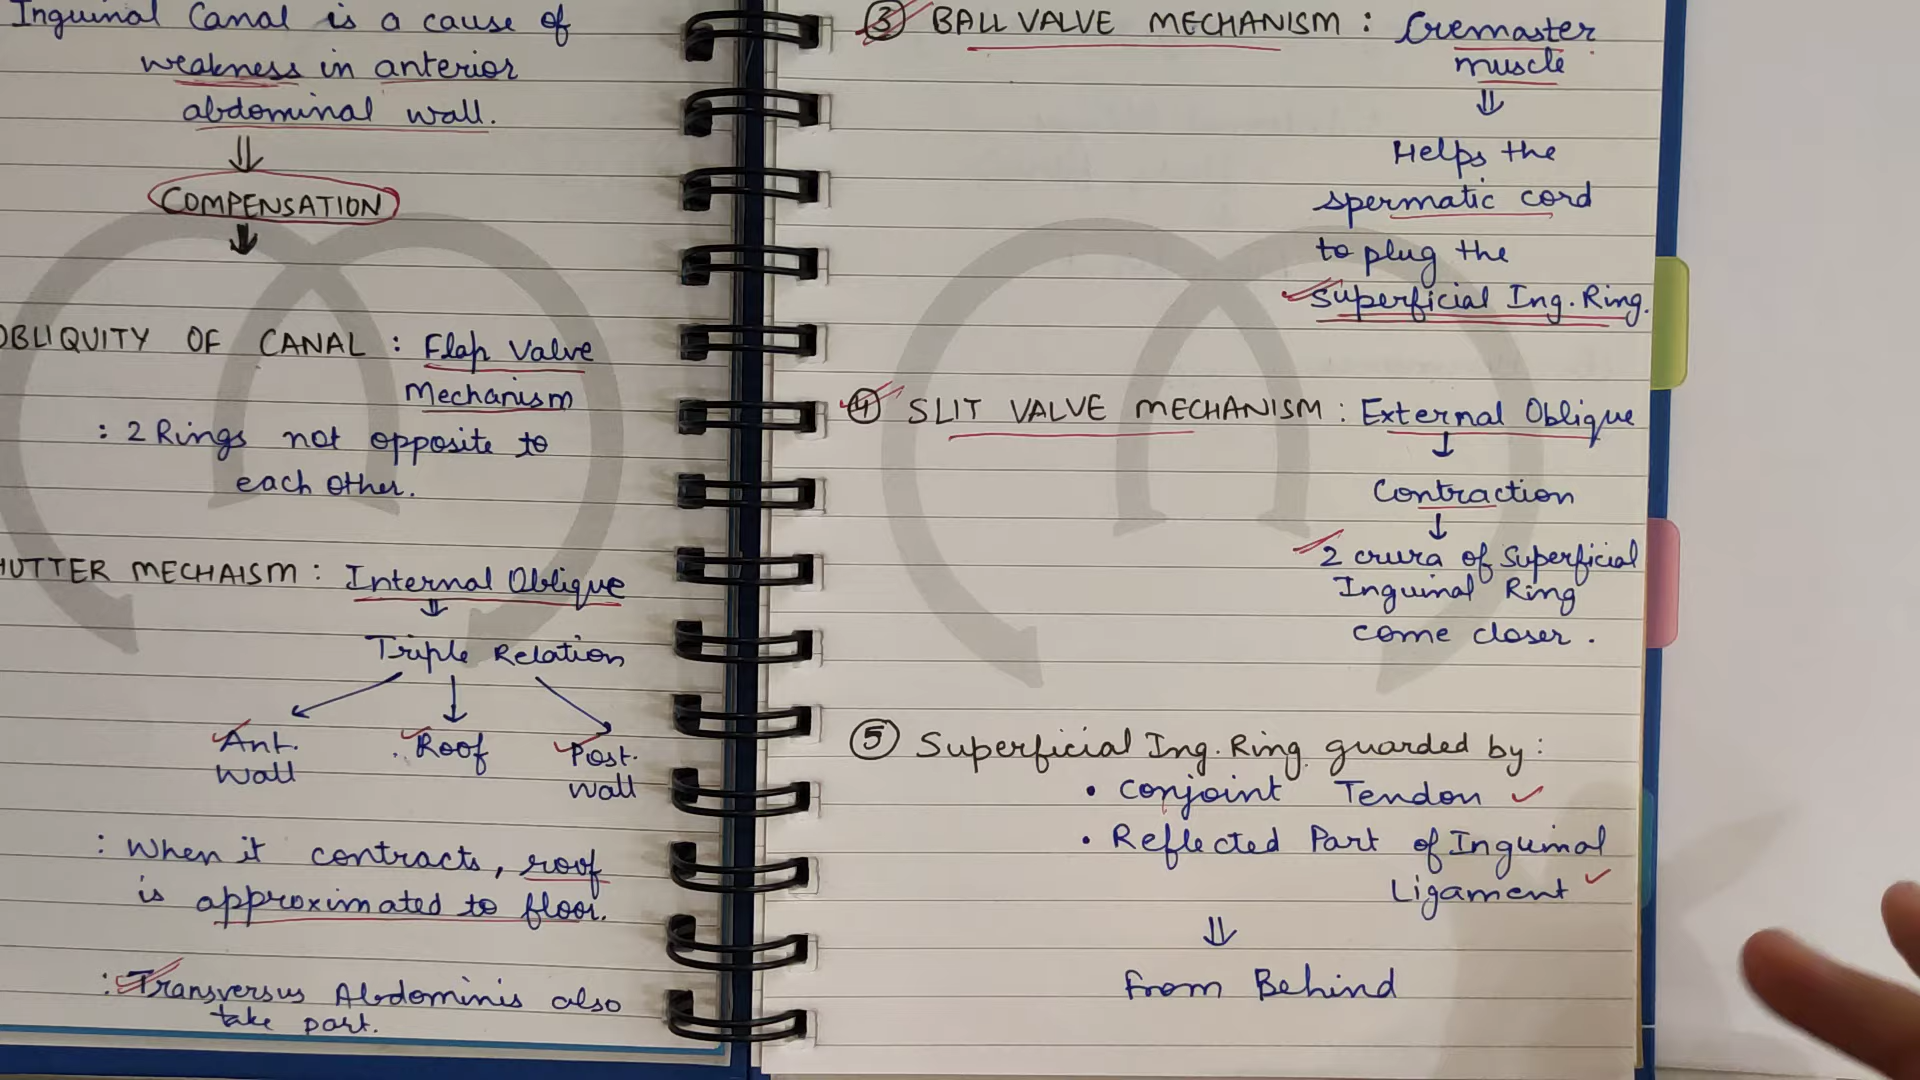 Inguinal Canal is a cause of
weakness in anterior
abdominal wall.
COMPENSATION
OBLIQUITY OF CANAL : Flap Valve
Mechanism
: 2 Rings not opposite to
each other.
HUTTER MECHAISM : Internal Oblique
Triple Relation
Ant. Roof Post.
wall wall
: When it contracts, roof
is approximated to floor.
: Transversus Abdominis also
take part.
③ BALL VALVE MECHANISM : Cremaster
muscle
Helps the
spermatic cord
to plug the
Superficial Ing. Ring.
④ SLIT VALVE MECHANISM : External Oblique
Contraction
2 crura of Superficial
Inguinal Ring
come closer.
⑤ Superficial Ing. Ring guarded by :
• Conjoint Tendon
• Reflected Part of Inguinal
Ligament
From Behind